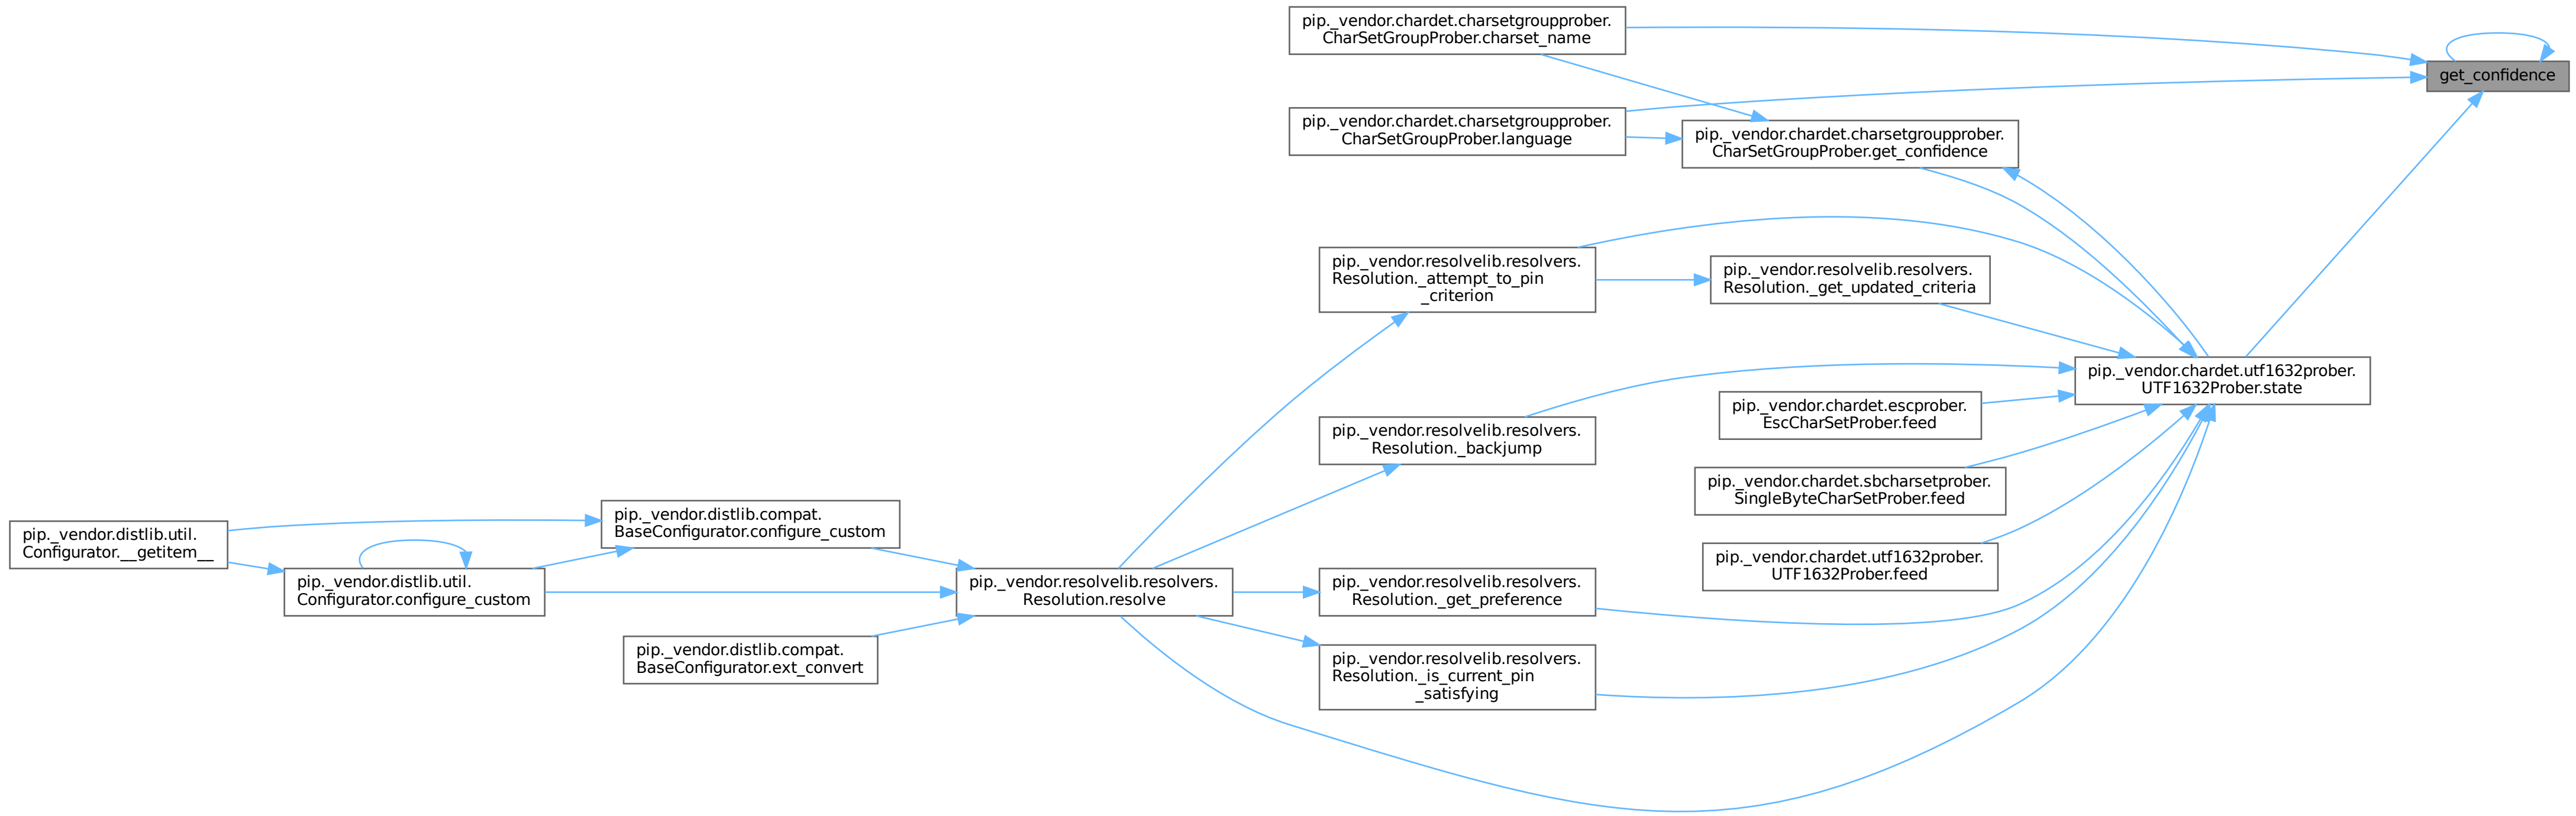 pip._vendor.chardet.charsetgroupprober.
CharSetGroupProber.charset_name
get_confidence
pip._vendor.chardet.charsetgroupprober.
CharSetGroupProber.language
pip._vendor.chardet.charsetgroupprober.
CharSetGroupProber.get_confidence
pip._vendor.resolvelib.resolvers.
Resolution._attempt_to_pin
_criterion
pip._vendor.resolvelib.resolvers.
Resolution._get_updated_criteria
pip._vendor.chardet.utf1632prober.
UTF1632Prober.state
pip._vendor.chardet.escprober.
EscCharSetProber.feed
pip._vendor.resolvelib.resolvers.
Resolution._backjump
pip._vendor.chardet.sbcharsetprober.
SingleByteCharSetProber.feed
pip._vendor.distlib.compat.
BaseConfigurator.configure_custom
pip._vendor.distlib.util.
Configurator.__getitem__
pip._vendor.chardet.utf1632prober.
UTF1632Prober.feed
pip._vendor.distlib.util.
Configurator.configure_custom
pip._vendor.resolvelib.resolvers.
Resolution.resolve
pip._vendor.resolvelib.resolvers.
Resolution._get_preference
pip._vendor.distlib.compat.
BaseConfigurator.ext_convert
pip._vendor.resolvelib.resolvers.
Resolution._is_current_pin
_satisfying